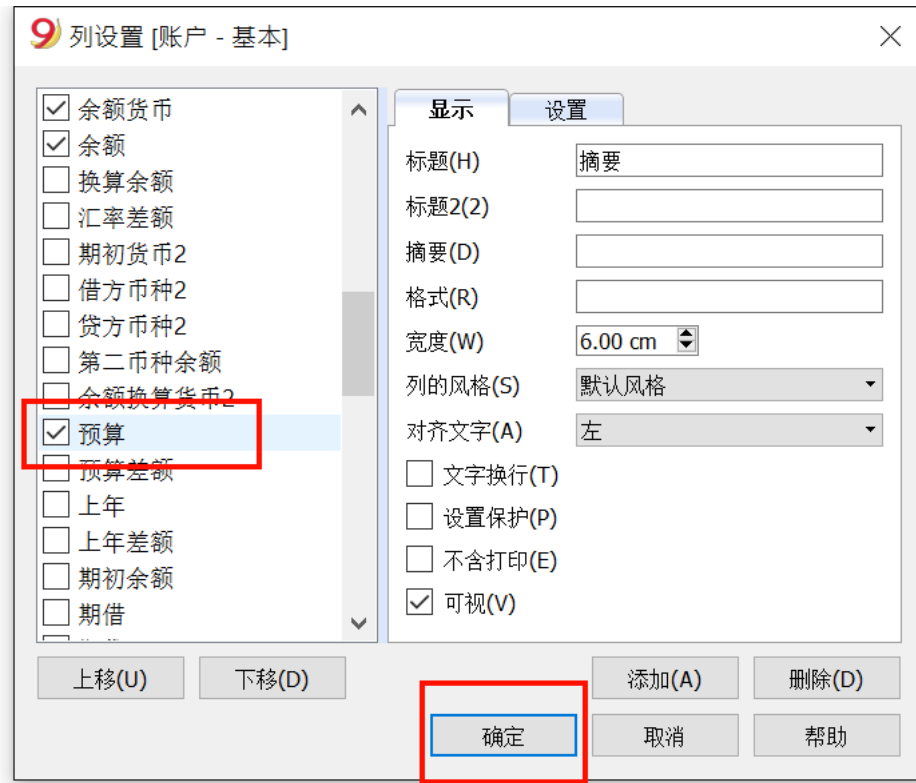 列设置 [账户 - 基本]
余额货币
余额
换算余额
汇率差额
期初货币2
借方币种2
贷方币种2
第二币种余额
余额换算货币2
预算
预算差额
上年
上年差额
期初余额
期借
显示
设置
标题(H)
摘要
标题2(2)
摘要(D)
格式(R)
宽度(W)
6.00 cm
列的风格(S)
默认风格
对齐文字(A)
左
文字换行(T)
设置保护(P)
不含打印(E)
可视(V)
上移(U)
下移(D)
添加(A)
删除(D)
确定
取消
帮助